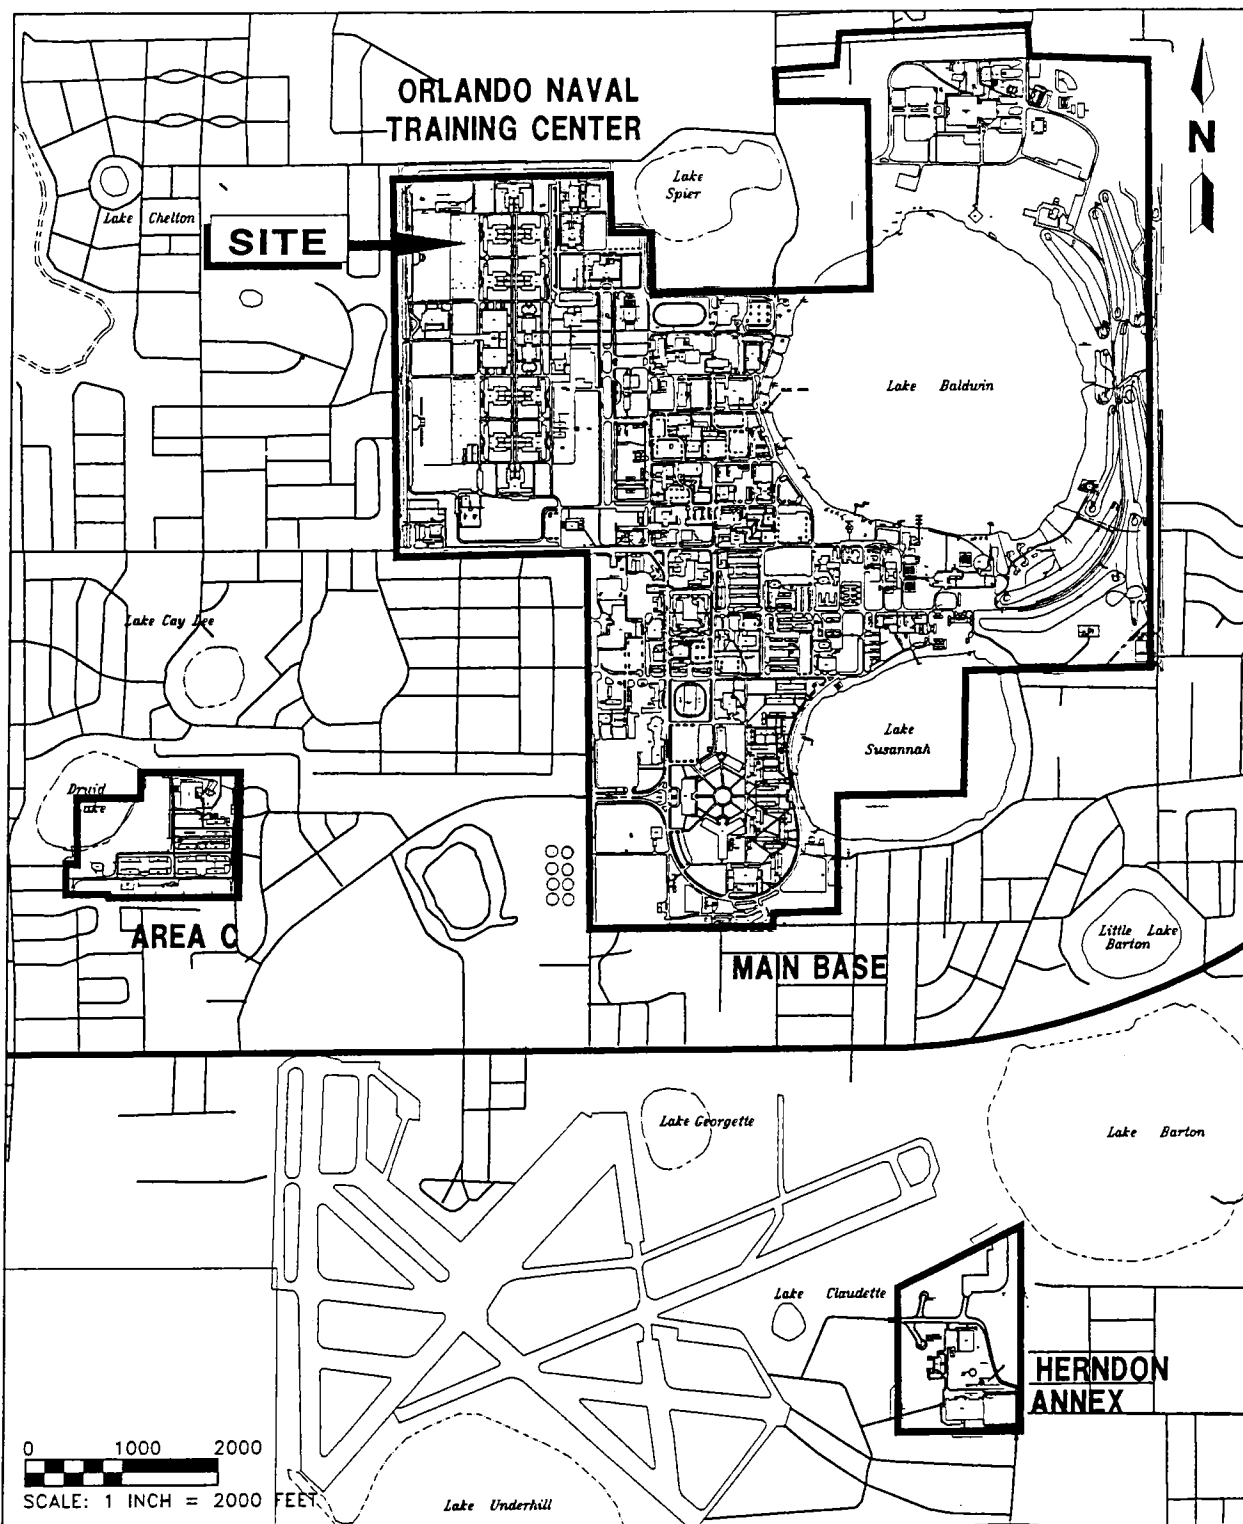 ORLANDO NAVAL
TRAINING CENTER
N
Lake
Spier
Lake Chelton
SITE
Lake Baldwin
Lake Cay Dee
Lake
Susannah
Druid
Lake
AREA C
Little Lake
Barton
MAIN BASE
Lake Georgette
Lake Barton
Lake Claudette
HERNDON
ANNEX
0 1000 2000
SCALE: 1 INCH = 2000 FEET
Lake Underhill